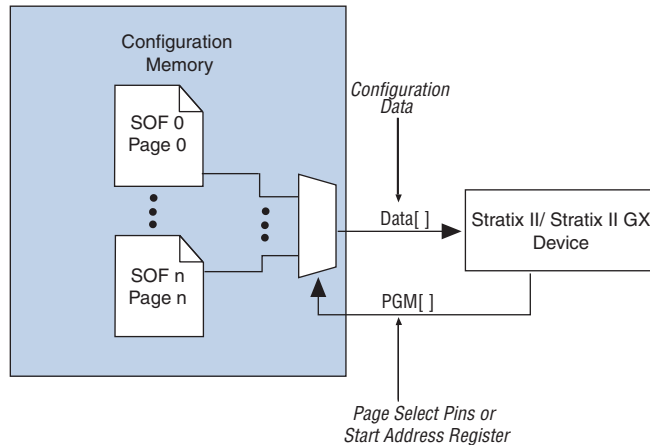 Configuration
Memory
SOF 0
Page 0
SOF n
Page n
Configuration
Data
Data[ ]
Stratix II/ Stratix II GX
Device
PGM[ ]
Page Select Pins or
Start Address Register